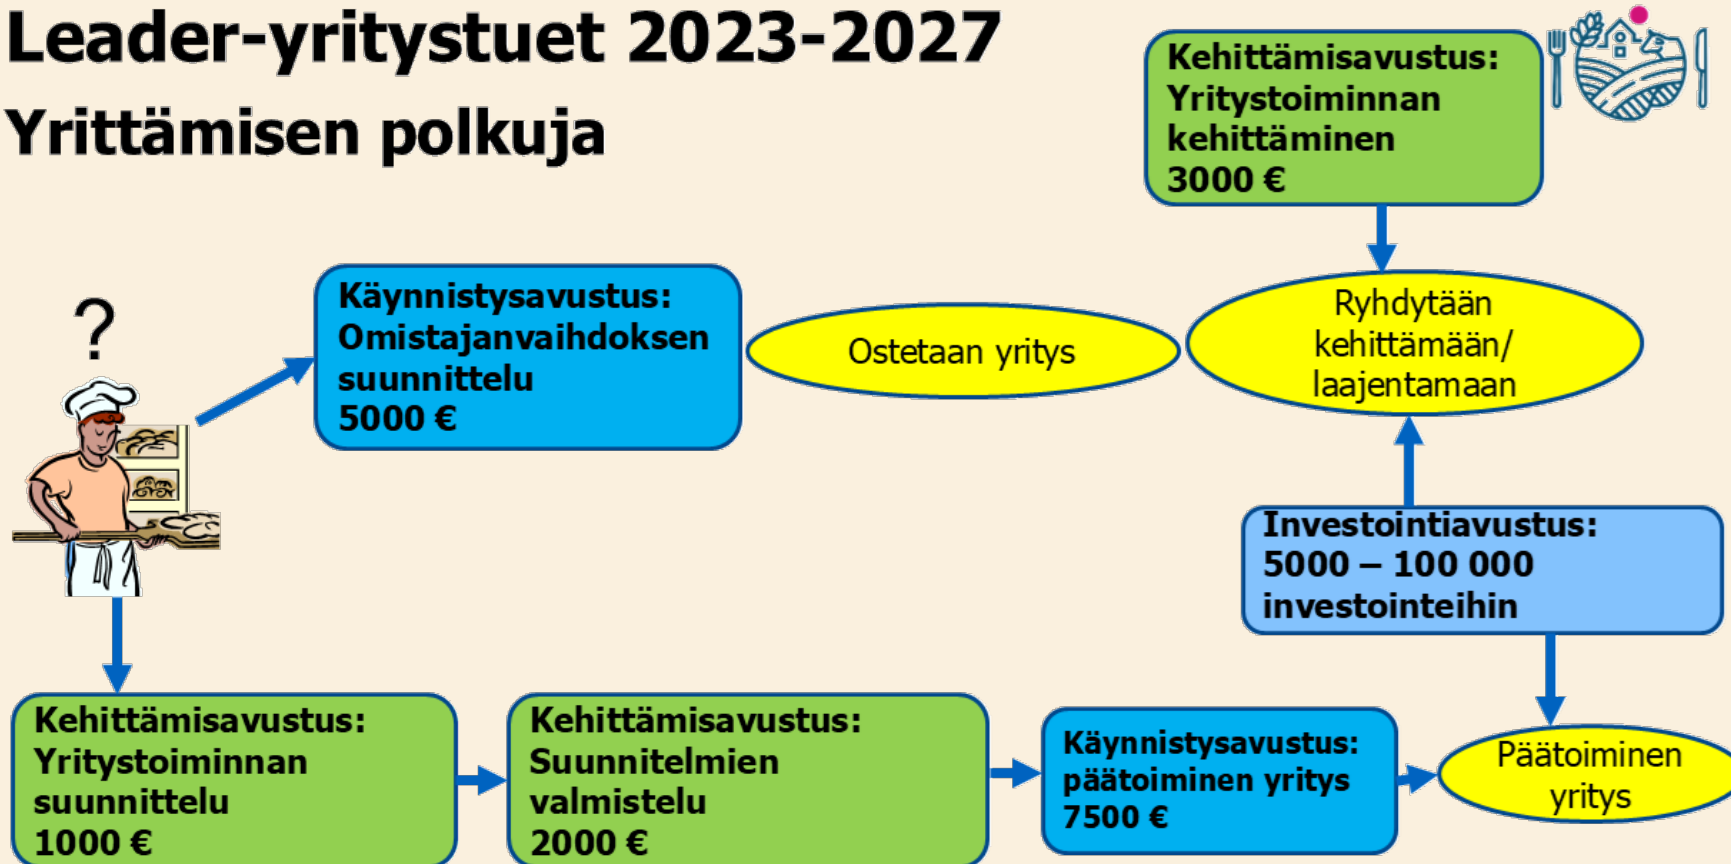 Leader-yritystuet 2023-2027
Yrittämisen polkuja
Kehittämisavustus:
Yritystoiminnan
kehittäminen
3000 €
?
Käynnistysavustus:
Omistajanvaihdoksen
suunnittelu
5000 €
Ostetaan yritys
Ryhdytään
kehittämään/
laajentamaan
Investointiavustus:
5000 – 100 000
investointeihin
Kehittämisavustus:
Yritystoiminnan
suunnittelu
1000 €
Kehittämisavustus:
Suunnitelmien
valmistelu
2000 €
Käynnistysavustus:
päätoiminen yritys
7500 €
Päätoiminen
yritys